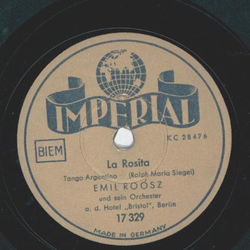 IMPERIAL
KC 28476
BIEM
La Rosita
Tango Argentino (Ralph Maria Siegel)
EMIL ROÓSZ
und sein Orchester
a. d. Hotel „Bristol", Berlin
17 329
MADE IN GERMANY